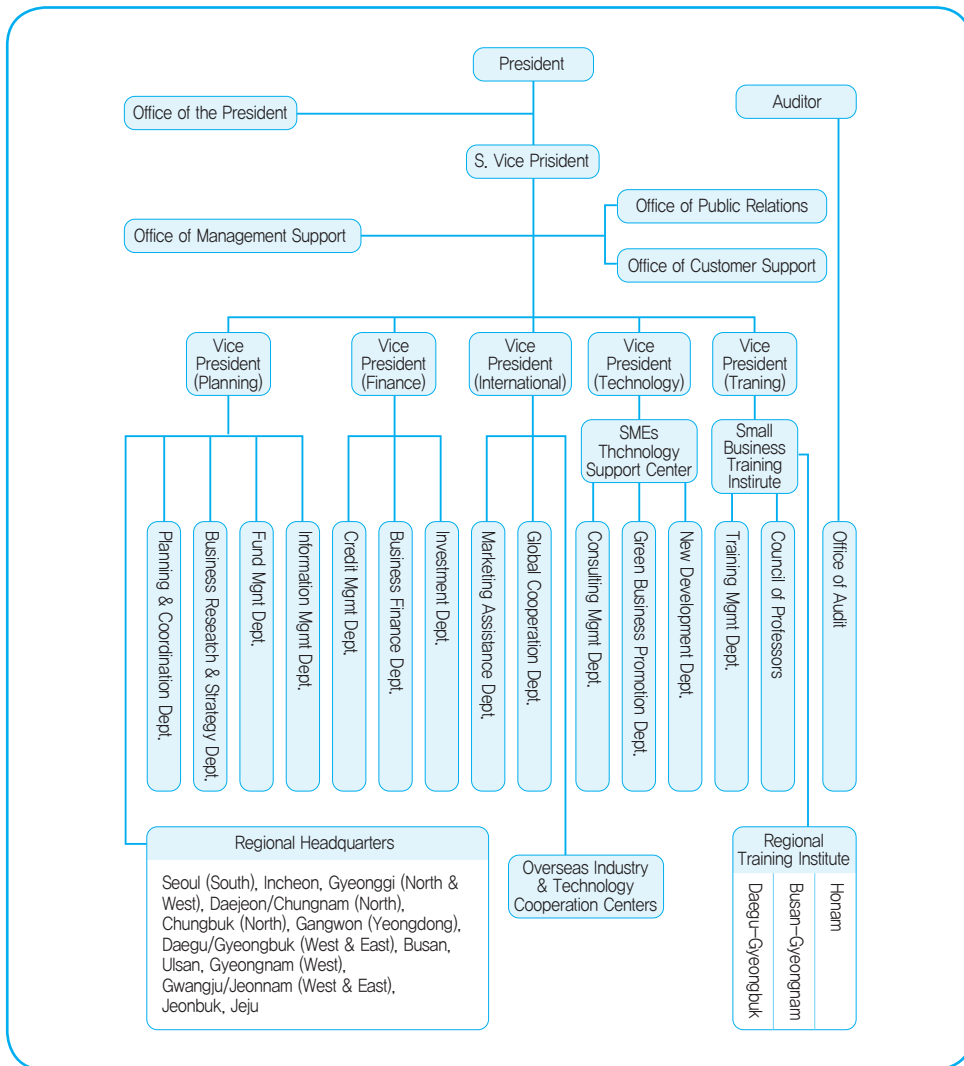 President
Auditor
Office of the President
S. Vice Prisident
Office of Public Relations
Office of Management Support
Office of Customer Support
Vice
President
(Planning)
Vice
President
(Finance)
Vice
President
(International)
Vice
President
(Technology)
Vice
President
(Traning)
SMEs
Thchnology
Support Center
Small
Business
Training
Instirute
Planning & Coordination Dept.
Business Research & Strategy Dept.
Fund Mgmt Dept.
Information Mgmt Dept.
Credit Mgmt Dept.
Business Finance Dept.
Investment Dept.
Marketing Assistance Dept.
Global Cooperation Dept.
Consulting Mgmt Dept.
Green Business Promotion Dept.
New Development Dept.
Training Mgmt Dept.
Council of Professors
Office of Audit
Regional Headquarters
Seoul (South), Incheon, Gyeonggi (North &
West), Daejeon/Chungnam (North),
Chungbuk (North), Gangwon (Yeongdong),
Daegu/Gyeongbuk (West & East), Busan,
Ulsan, Gyeongnam (West),
Gwangju/Jeonnam (West & East),
Jeonbuk, Jeju
Overseas Industry
& Technology
Cooperation Centers
Regional
Training Institute
Daegu-Gyeongbuk
Busan-Gyeongnam
Honam